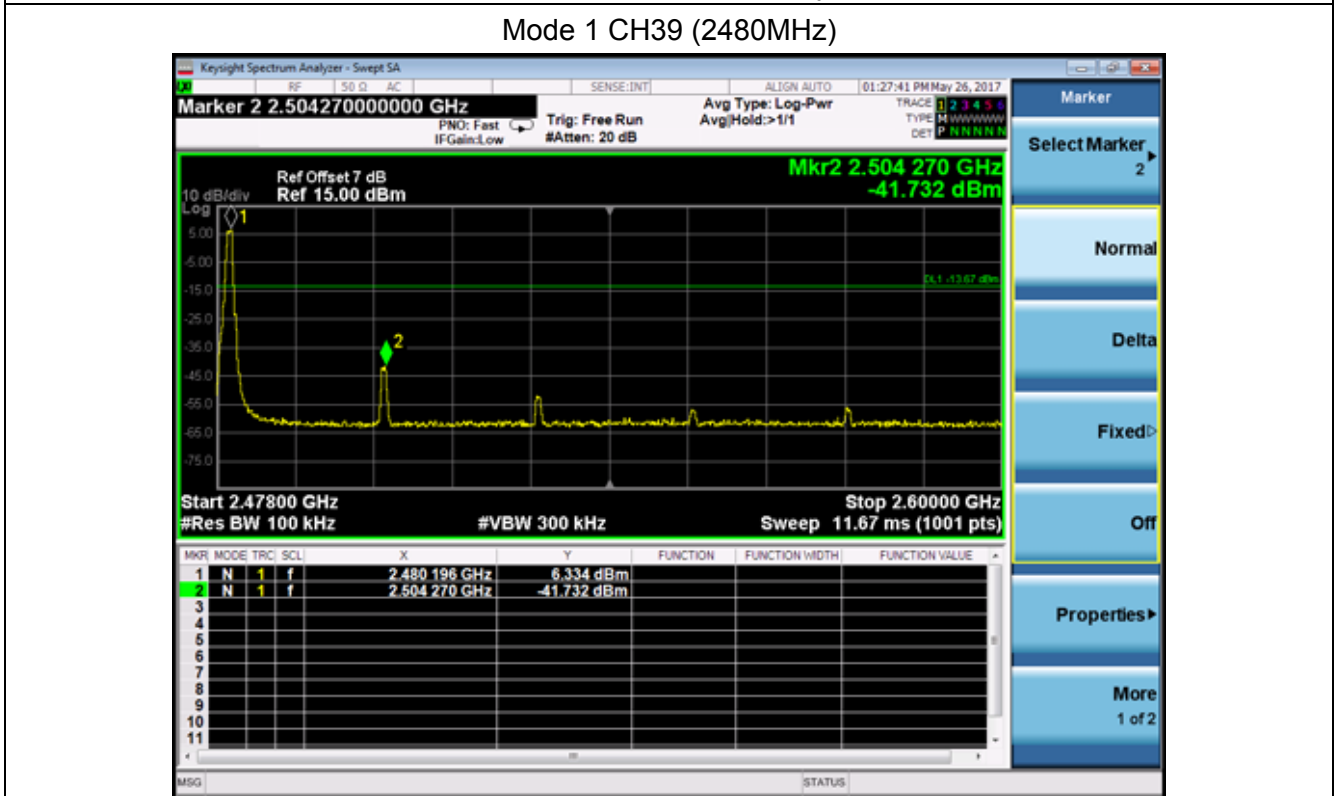 Mode 1 CH39 (2480MHz)
Keysight Spectrum Analyzer - Swept SA
RF 50 Ω AC SENSE:INT ALIGN AUTO 01:27:41 PM May 26, 2017
Marker 2 2.504270000000 GHz
PNO: Fast
IFGain:Low
Trig: Free Run
#Atten: 20 dB
Avg Type: Log-Pwr
Avg|Hold:>1/1
TRACE 1 2 3 4 5 6
TYPE M WWWWW
DET P N N N N N
Mkr2 2.504 270 GHz
-41.732 dBm
Ref Offset 7 dB
10 dB/div Ref 15.00 dBm
Log
1
5.00
-5.00
DL1 -13.67 dBm
-15.0
-25.0
2
-35.0
-45.0
-55.0
-65.0
-75.0
Start 2.47800 GHz Stop 2.60000 GHz
#Res BW 100 kHz #VBW 300 kHz Sweep 11.67 ms (1001 pts)
MKR MODE TRC SCL X Y FUNCTION FUNCTION WIDTH FUNCTION VALUE
1 N 1 f 2.480 196 GHz 6.334 dBm
2 N 1 f 2.504 270 GHz -41.732 dBm
3
4
5
6
7
8
9
10
11
MSG STATUS
Marker
Select Marker
2
Normal
Delta
Fixed
Off
Properties
More
1 of 2